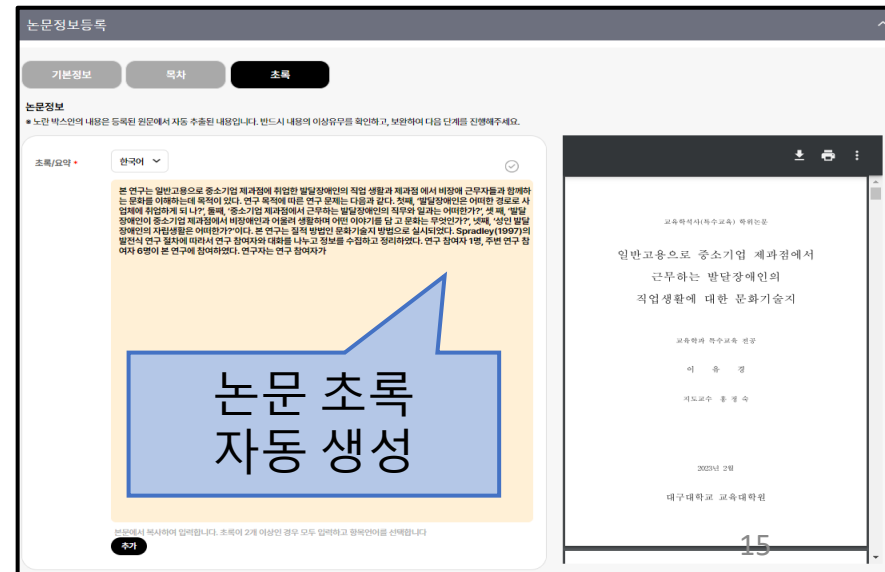 논문정보등록
기본정보 목차 초록
논문정보
※ 노란 박스안의 내용은 등록된 원문에서 자동 추출된 내용입니다. 반드시 내용의 이상유무를 확인하고, 보완하여 다음 단계를 진행해주세요.
초록/요약 • 한국어
본 연구는 일반고용으로 중소기업 제과점에 취업한 발달장애인의 직업 생활과 제과점 에서 비장애 근무자들과 함께하
는 문화를 이해하는데 목적이 있다. 연구 목적에 따른 연구 문제는 다음과 같다. 첫째, ‘발달장애인은 어떠한 경로로 사
업체에 취업하게 되 나?’, 둘째, ‘중소기업 제과점에서 근무하는 발달장애인의 직무와 일과는 어떠한가?’, 셋 째, ‘발달
장애인이 중소기업 제과점에서 비장애인과 어울려 생활하며 어떤 이야기를 담 고 문화는 무엇인가?’, 넷째, ‘성인 발달
장애인의 자립생활은 어떠한가?’이다. 본 연구는 질적 방법인 문화기술지 방법으로 실시되었다. Spradley(1997)의
발전식 연구 절차에 따라서 연구 참여자와 대화를 나누고 정보를 수집하고 정리하였다. 연구 참여자 1명, 주변 연구 참
여자 6명이 본 연구에 참여하였다. 연구자는 연구 참여자가
논문 초록
자동 생성
본문에서 복사하여 입력합니다. 초록이 2개 이상인 경우 모두 입력하고 항목언어를 선택합니다
추가
교육학석사(특수교육) 학위논문
일반고용으로 중소기업 제과점에서
근무하는 발달장애인의
직업생활에 대한 문화기술지
교육학과 특수교육 전공
이 유 경
지도교수 홍 정 숙
2023년 2월
대구대학교 교육대학원
15